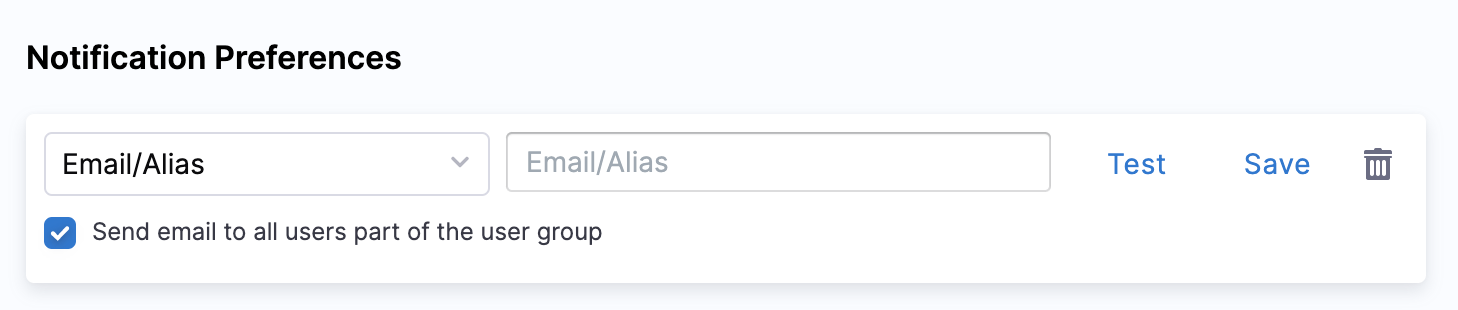 Notification Preferences
Email/Alias
Email/Alias
Test
Save
Send email to all users part of the user group